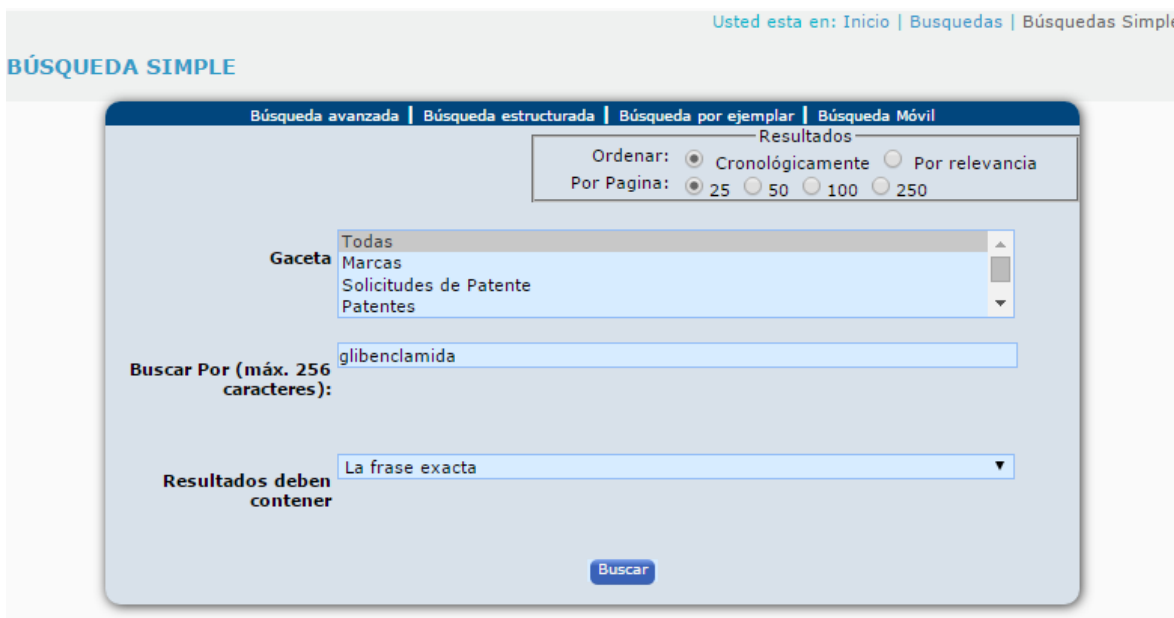 Usted esta en: Inicio | Busquedas | Búsquedas Simple
BÚSQUEDA SIMPLE
Búsqueda avanzada | Búsqueda estructurada | Búsqueda por ejemplar | Búsqueda Móvil
Resultados
Ordenar: Cronológicamente Por relevancia
Por Pagina: 25 50 100 250
Gaceta
Todas
Marcas
Solicitudes de Patente
Patentes
Buscar Por (máx. 256
caracteres):
glibenclamida
Resultados deben
contener
La frase exacta
Buscar